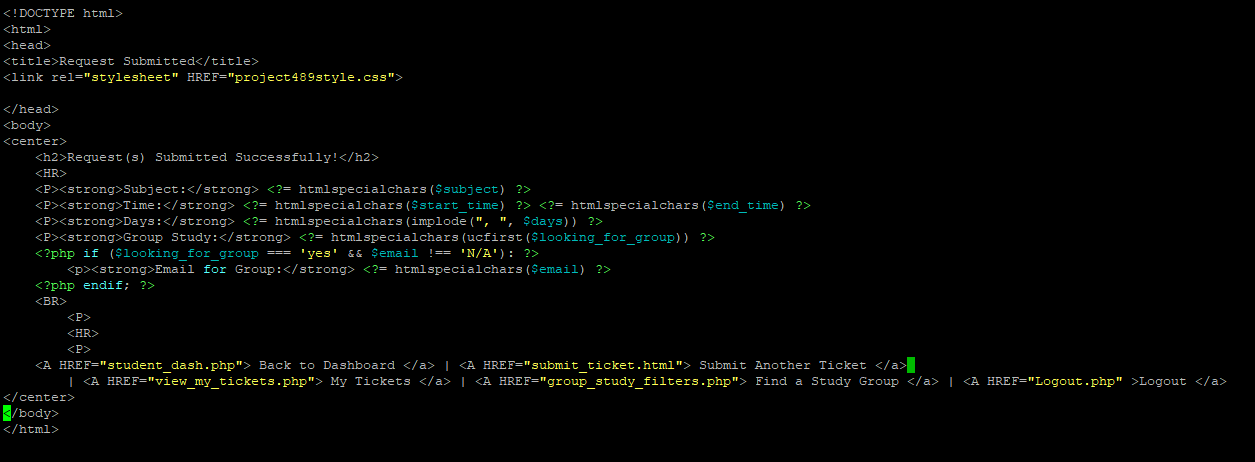 <!DOCTYPE html>
<html>
<head>
<title>Request Submitted</title>
<link rel="stylesheet" HREF="project489style.css">
</head>
<body>
<center>
<h2>Request(s) Submitted Successfully!</h2>
<HR>
<P><strong>Subject:</strong> <?= htmlspecialchars($subject) ?>
<P><strong>Time:</strong> <?= htmlspecialchars($start_time) ?> <?= htmlspecialchars($end_time) ?>
<P><strong>Days:</strong> <?= htmlspecialchars(implode(", ", $days)) ?>
<P><strong>Group Study:</strong> <?= htmlspecialchars(ucfirst($looking_for_group)) ?>
<?php if ($looking_for_group === 'yes' && $email !== 'N/A'): ?>
<p><strong>Email for Group:</strong> <?= htmlspecialchars($email) ?>
<?php endif; ?>
<BR>
<P>
<HR>
<P>
<A HREF="student_dash.php"> Back to Dashboard </a> | <A HREF="submit_ticket.html"> Submit Another Ticket </a>
| <A HREF="view_my_tickets.php"> My Tickets </a> | <A HREF="group_study_filters.php"> Find a Study Group </a> | <A HREF="Logout.php" >Logout </a>
</center>
</body>
</html>